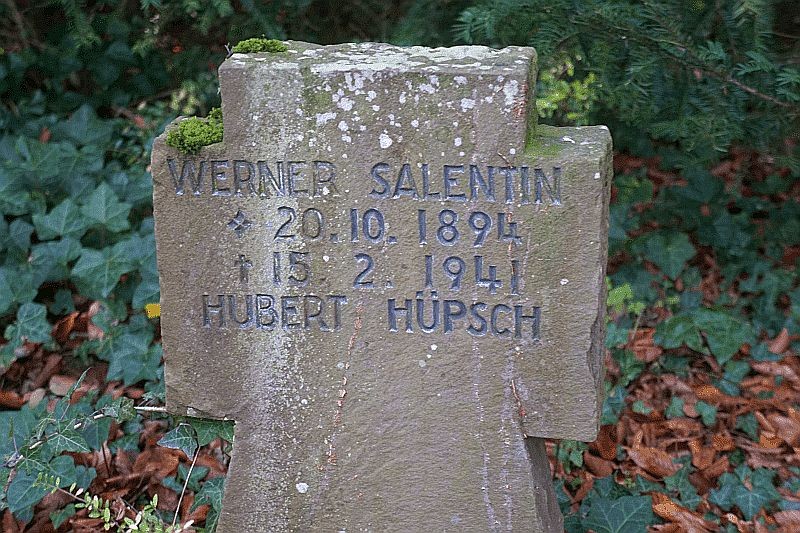 WERNER SALENTIN
✧ 20. 10. 1894
† 15. 2. 1941
HUBERT HÜPSCH